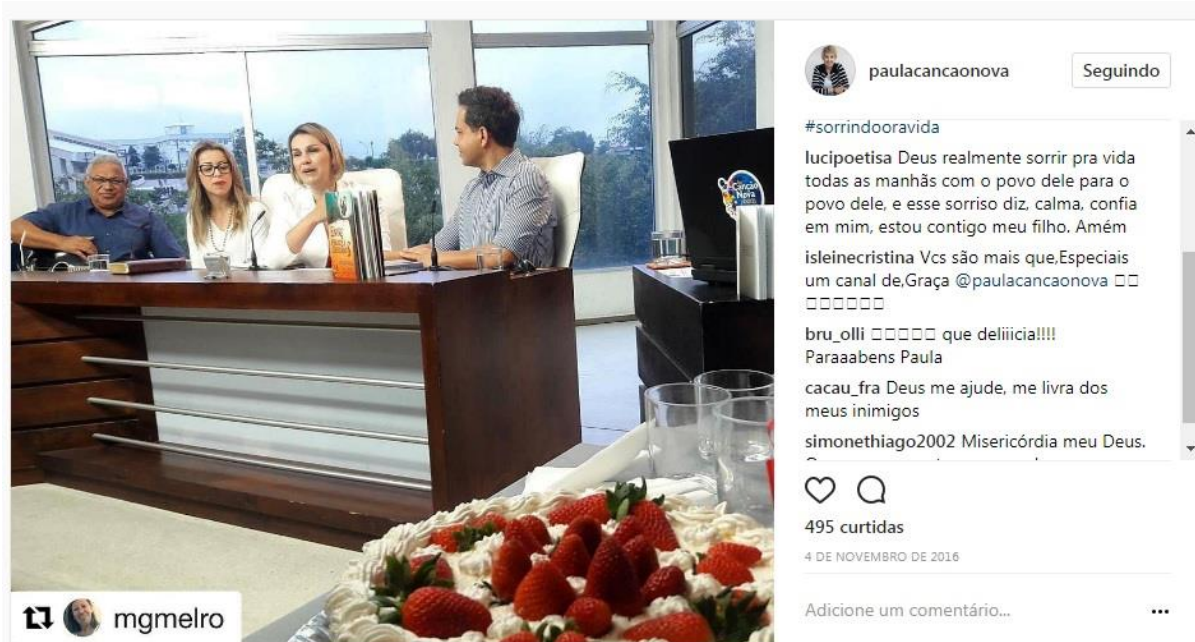 paulacancaonova
Seguindo
#sorrindooravida
lucipoetisa Deus realmente sorrir pra vida
todas as manhãs com o povo dele para o
povo dele, e esse sorriso diz, calma, confia
em mim, estou contigo meu filho. Amém
isleinecristina Vcs são mais que,Especiais
um canal de,Graça @paulacancaonova □□
□□□□□□
bru_olli □□□□□ que deliiicia!!!!
Paraaabens Paula
cacau_fra Deus me ajude, me livra dos
meus inimigos
simonethiago2002 Misericórdia meu Deus.
495 curtidas
4 DE NOVEMBRO DE 2016
Adicione um comentário...
Canção
Nova
mgmelro